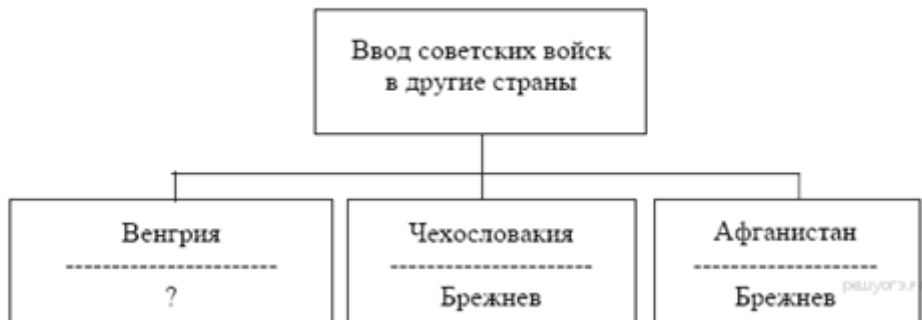 Ввод советских войск
в другие страны
Венгрия
-----------------------
?
Чехословакия
----------------------
Брежнев
Афганистан
--------------------
Брежнев